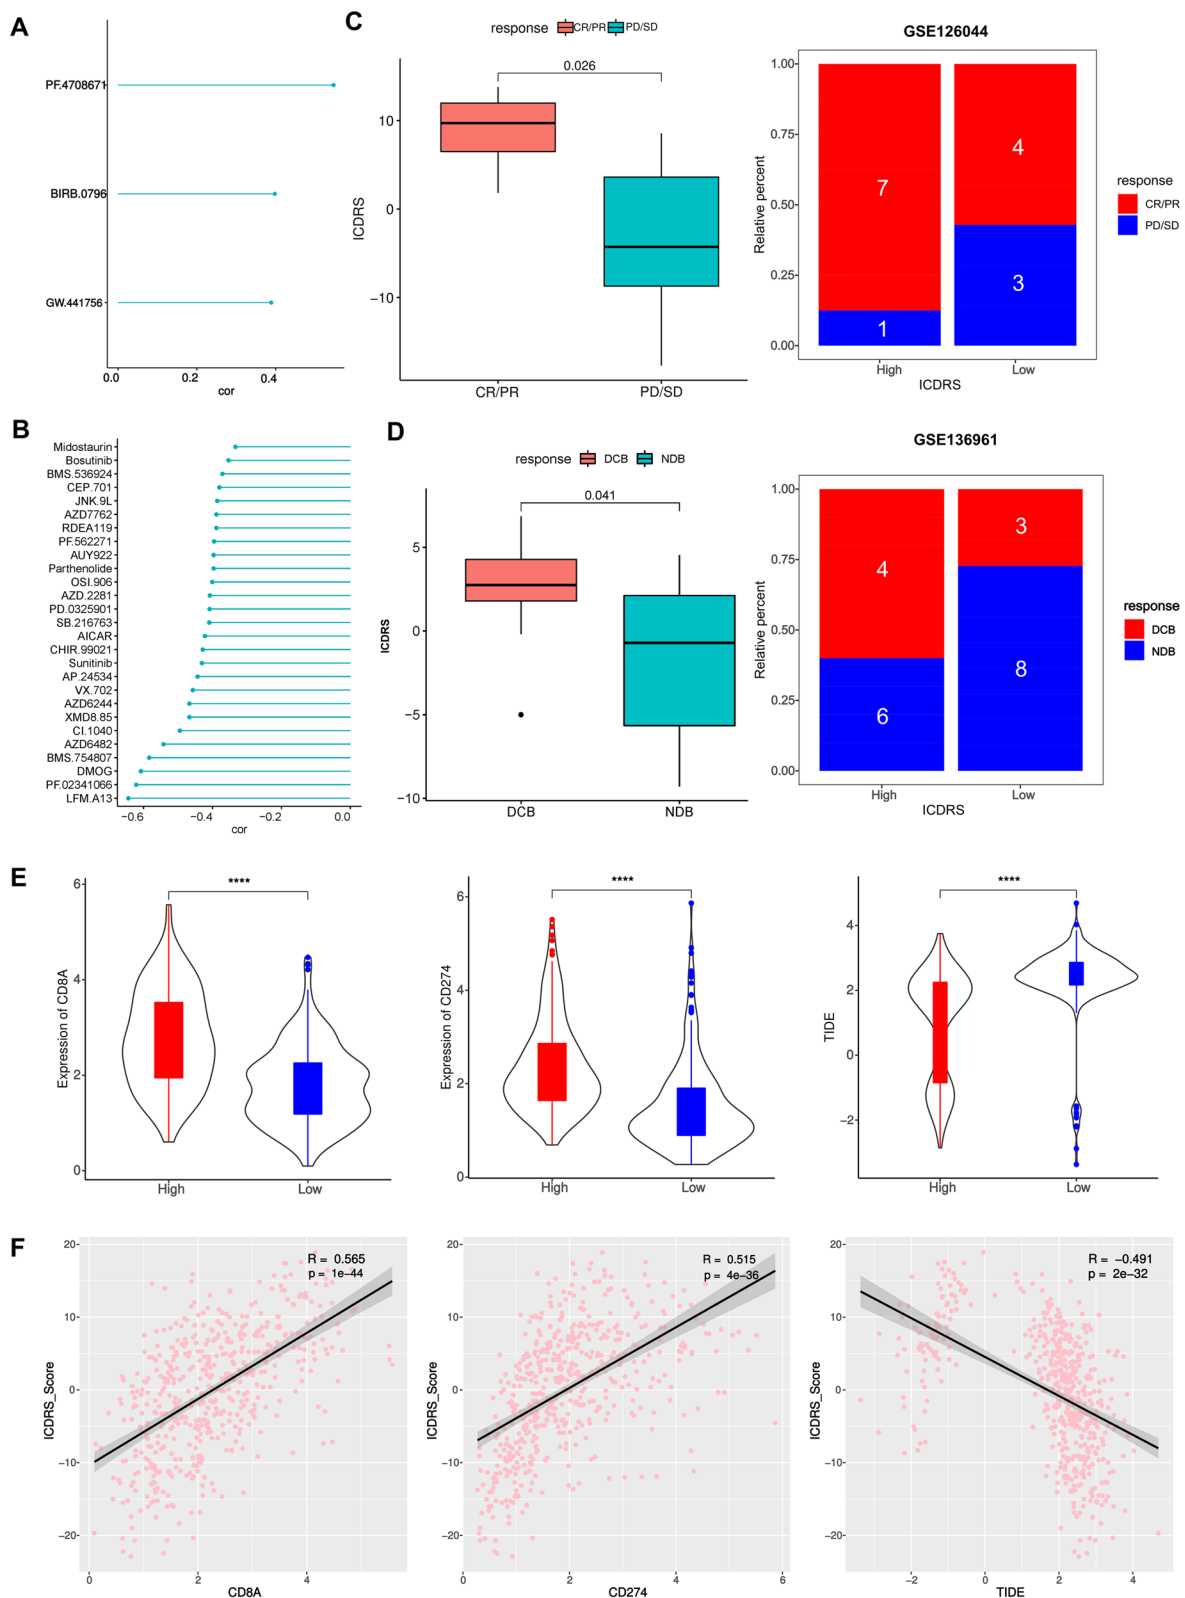 A
PF.4708671
BIRB.0796
GW.441756
0.0 0.2 0.4
cor
B
Midostaurin
Bosutinib
BMS.536924
CEP.701
JNK.9L
AZD7762
RDEA119
PF.562271
AUY922
Parthenolide
OSI.906
AZD.2281
PD.0325901
SB.216763
AICAR
CHIR.99021
Sunitinib
AP.24534
VX.702
AZD6244
XMD8.85
CI.1040
AZD6482
BMS.754807
DMOG
PF.02341066
LFM.A13
−0.6 −0.4 −0.2 0.0
cor
C
response CR/PR PD/SD
0.026
10
0
−10
ICDRS
CR/PR PD/SD
GSE126044
1.00
0.75
0.50
0.25
0.00
Relative percent
7
1
4
3
High Low
ICDRS
response
CR/PR
PD/SD
D
response DCB NDB
0.041
5
0
−5
−10
ICDRS
DCB NDB
GSE136961
1.00
0.75
0.50
0.25
0.00
Relative percent
4
6
3
8
High Low
ICDRS
response
DCB
NDB
E
****
6
4
2
0
Expression of CD8A
High Low
****
6
4
2
0
Expression of CD274
High Low
****
4
2
0
−2
TIDE
High Low
F
R = 0.565
p = 1e−44
20
10
0
−10
−20
ICDRS_Score
0 2 4
CD8A
R = 0.515
p = 4e−36
20
10
0
−10
−20
ICDRS_Score
0 2 4 6
CD274
R = −0.491
p = 2e−32
20
10
0
−10
−20
ICDRS_Score
−2 0 2 4
TIDE